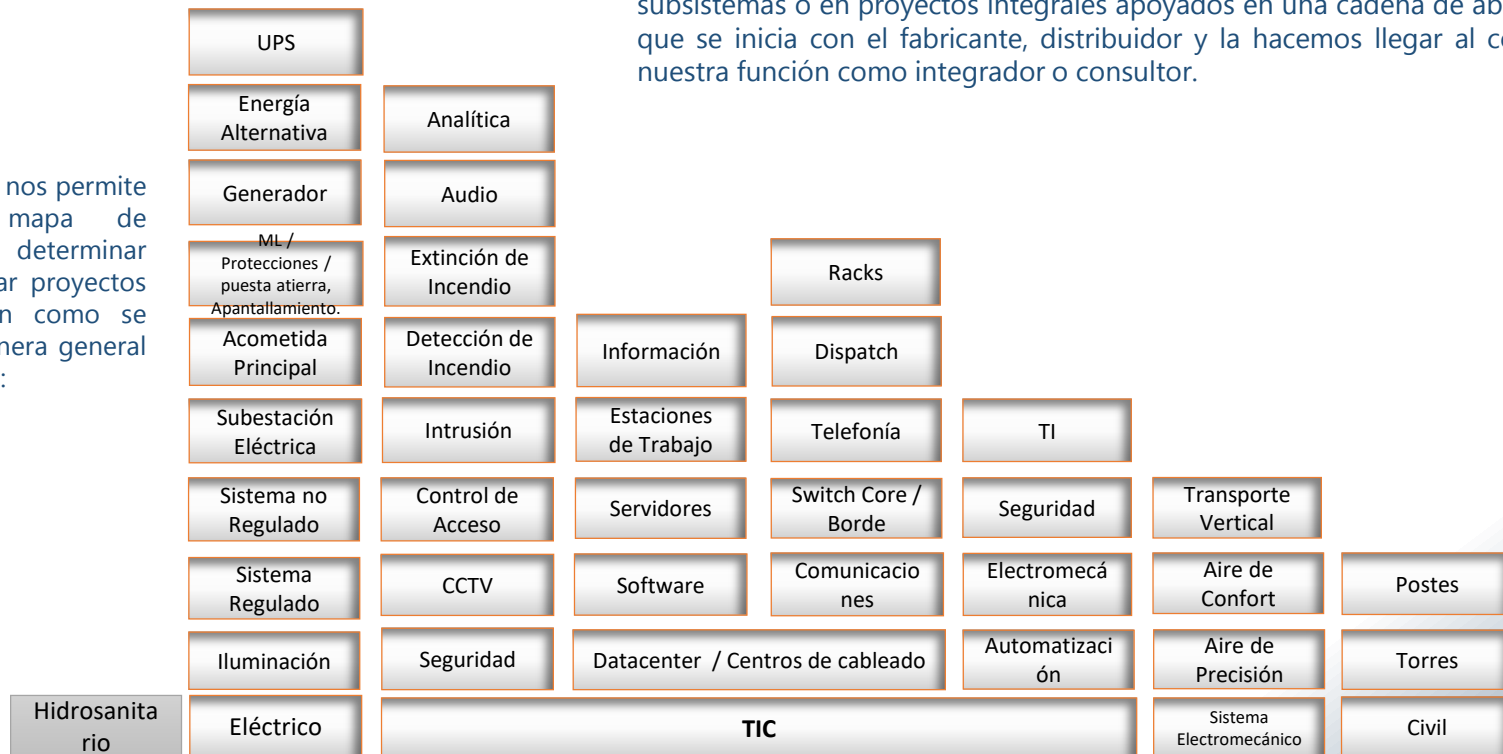 subsistemas o en proyectos integrales apoyados en una cadena de
que se inicia con el fabricante, distribuidor y la hacemos llegar al
nuestra función como integrador o consultor.
nos permite
mapa de
determinar
proyectos
como se
general
:
UPS
Energía
Alternativa
Analítica
Generador
Audio
ML /
Protecciones /
puesta atierra,
Apantallamiento.
Extinción de
Incendio
Racks
Acometida
Principal
Detección de
Incendio
Información
Dispatch
Subestación
Eléctrica
Intrusión
Estaciones
de Trabajo
Telefonía
TI
Sistema no
Regulado
Control de
Acceso
Servidores
Switch Core /
Borde
Seguridad
Transporte
Vertical
Sistema
Regulado
CCTV
Software
Comunicacio
nes
Electromecá
nica
Aire de
Confort
Postes
Iluminación
Seguridad
Datacenter / Centros de cableado
Automatizaci
ón
Aire de
Precisión
Torres
Hidrosanita
rio
Eléctrico
TIC
Sistema
Electromecánico
Civil